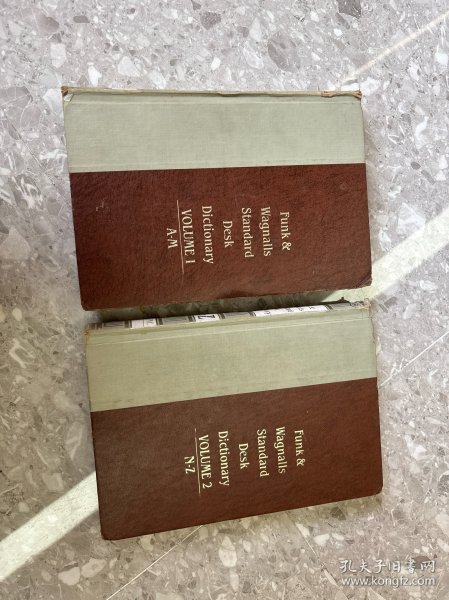 Funk &
Wagnalls
Standard
Desk
Dictionary
VOLUME 1
A-M
Funk &
Wagnalls
Standard
Desk
Dictionary
VOLUME 2
N-Z
孔夫子旧书网
www.kongfz.com